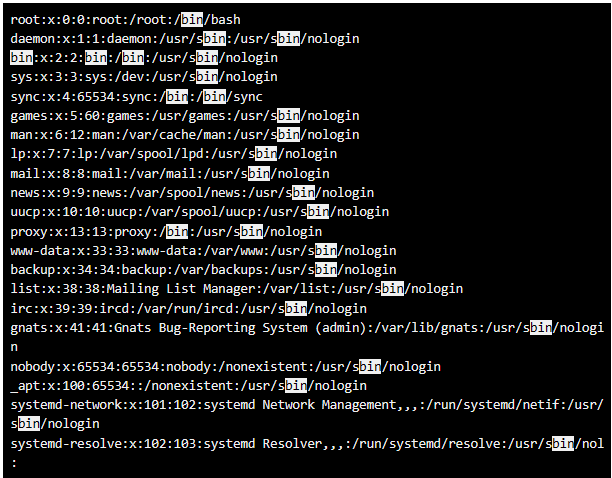 root:x:0:0:root:/root:/bin/bash
daemon:x:1:1:daemon:/usr/sbin:/usr/sbin/nologin
bin:x:2:2:bin:/bin:/usr/sbin/nologin
sys:x:3:3:sys:/dev:/usr/sbin/nologin
sync:x:4:65534:sync:/bin:/bin/sync
games:x:5:60:games:/usr/games:/usr/sbin/nologin
man:x:6:12:man:/var/cache/man:/usr/sbin/nologin
lp:x:7:7:lp:/var/spool/lpd:/usr/sbin/nologin
mail:x:8:8:mail:/var/mail:/usr/sbin/nologin
news:x:9:9:news:/var/spool/news:/usr/sbin/nologin
uucp:x:10:10:uucp:/var/spool/uucp:/usr/sbin/nologin
proxy:x:13:13:proxy:/bin:/usr/sbin/nologin
www-data:x:33:33:www-data:/var/www:/usr/sbin/nologin
backup:x:34:34:backup:/var/backups:/usr/sbin/nologin
list:x:38:38:Mailing List Manager:/var/list:/usr/sbin/nologin
irc:x:39:39:ircd:/var/run/ircd:/usr/sbin/nologin
gnats:x:41:41:Gnats Bug-Reporting System (admin):/var/lib/gnats:/usr/sbin/nologi
n
nobody:x:65534:65534:nobody:/nonexistent:/usr/sbin/nologin
_apt:x:100:65534::/nonexistent:/usr/sbin/nologin
systemd-network:x:101:102:systemd Network Management,,,:/run/systemd/netif:/usr/
sbin/nologin
systemd-resolve:x:102:103:systemd Resolver,,,:/run/systemd/resolve:/usr/sbin/nol
: